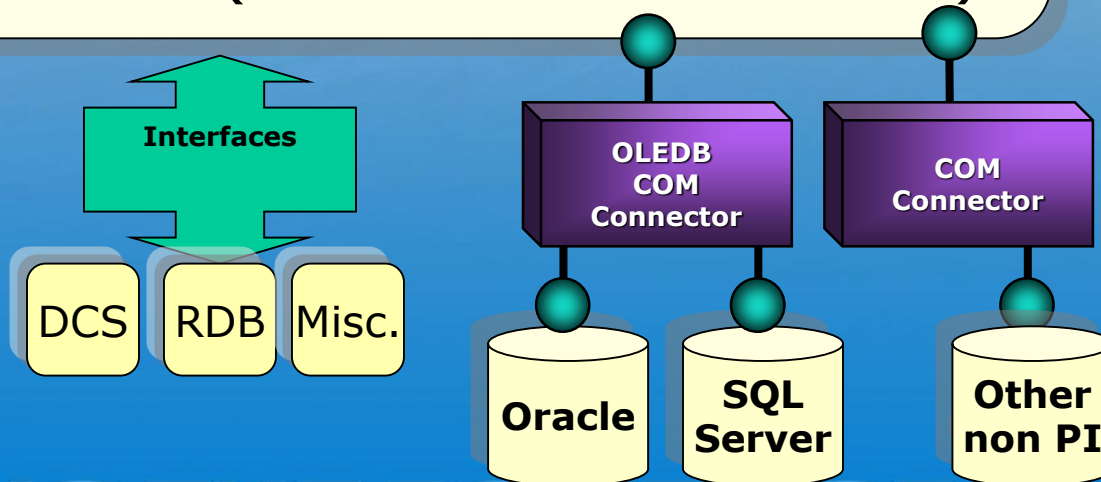 Interfaces
OLEDB
COM
Connector
COM
Connector
DCS
RDB
Misc.
Oracle
SQL
Server
Other
non PI